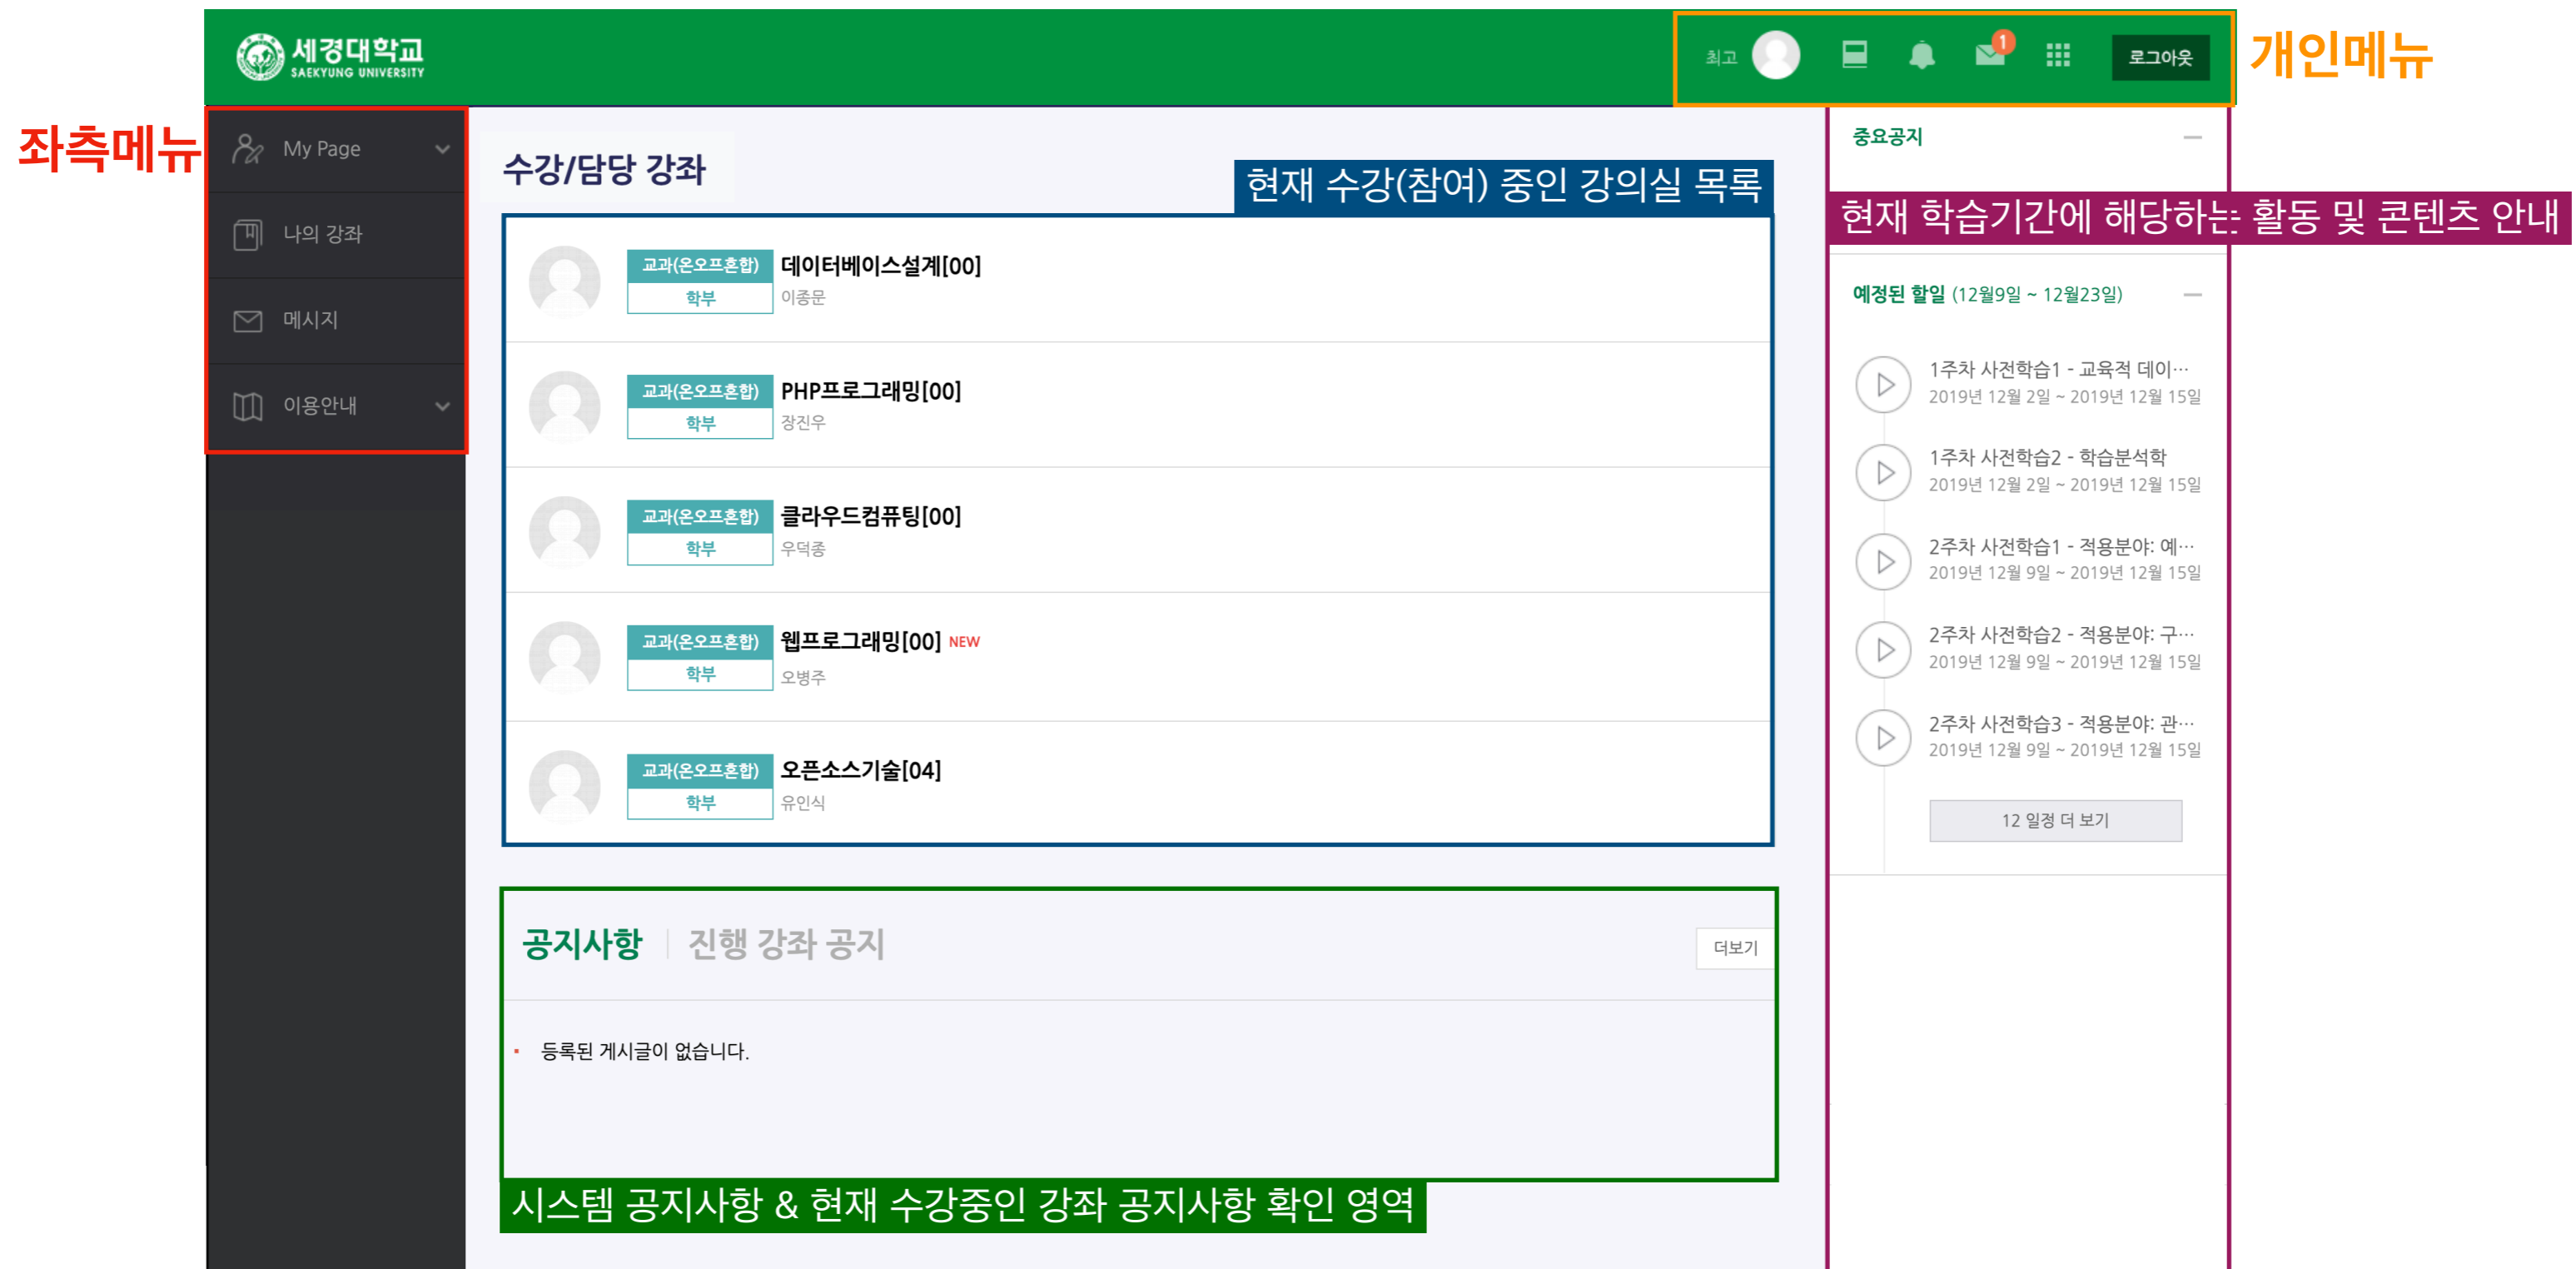 세경대학교
SAEKYUNG UNIVERSITY
최고
1
로그아웃
개인메뉴
좌측메뉴
My Page
나의 강좌
메시지
이용안내
수강/담당 강좌
현재 수강(참여) 중인 강의실 목록
교과(온오프혼합) 데이터베이스설계[00]
학부 이종문
교과(온오프혼합) PHP프로그래밍[00]
학부 장진우
교과(온오프혼합) 클라우드컴퓨팅[00]
학부 우덕종
교과(온오프혼합) 웹프로그래밍[00] NEW
학부 오병주
교과(온오프혼합) 오픈소스기술[04]
학부 유인식
공지사항 진행 강좌 공지
더보기
등록된 게시글이 없습니다.
시스템 공지사항 & 현재 수강중인 강좌 공지사항 확인 영역
중요공지
현재 학습기간에 해당하는 활동 및 콘텐츠 안내
예정된 할일 (12월9일 ~ 12월23일)
1주차 사전학습1 - 교육적 데이…
2019년 12월 2일 ~ 2019년 12월 15일
1주차 사전학습2 - 학습분석학
2019년 12월 2일 ~ 2019년 12월 15일
2주차 사전학습1 - 적용분야: 예…
2019년 12월 9일 ~ 2019년 12월 15일
2주차 사전학습2 - 적용분야: 구…
2019년 12월 9일 ~ 2019년 12월 15일
2주차 사전학습3 - 적용분야: 관…
2019년 12월 9일 ~ 2019년 12월 15일
12 일정 더 보기